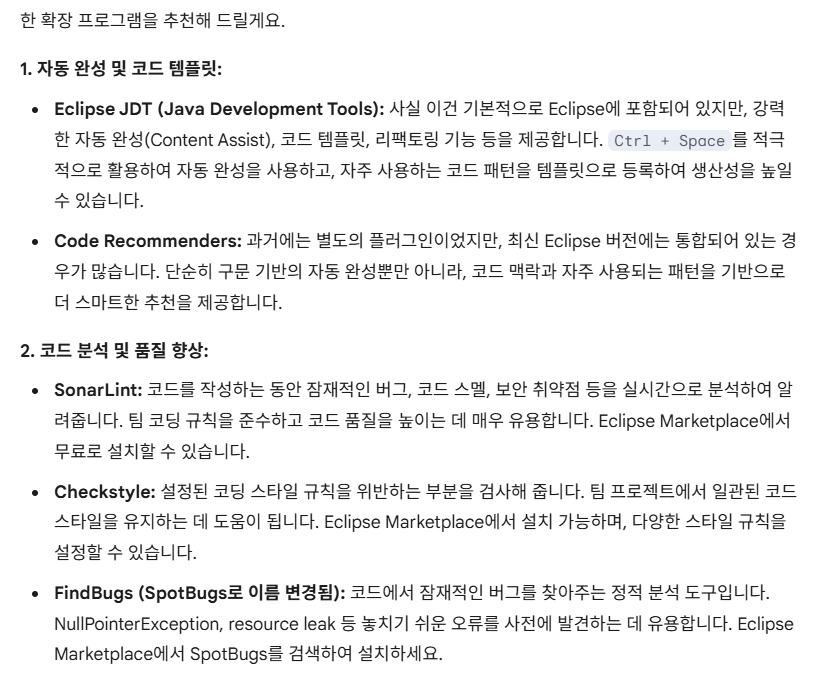 한 확장 프로그램을 추천해 드릴게요.
1. 자동 완성 및 코드 템플릿:
• Eclipse JDT (Java Development Tools): 사실 이건 기본적으로 Eclipse에 포함되어 있지만, 강력
한 자동 완성(Content Assist), 코드 템플릿, 리팩토링 기능 등을 제공합니다. Ctrl + Space 를 적극
적으로 활용하여 자동 완성을 사용하고, 자주 사용하는 코드 패턴을 템플릿으로 등록하여 생산성을 높일
수 있습니다.
• Code Recommenders: 과거에는 별도의 플러그인이었지만, 최신 Eclipse 버전에는 통합되어 있는 경
우가 많습니다. 단순히 구문 기반의 자동 완성뿐만 아니라, 코드 맥락과 자주 사용되는 패턴을 기반으로
더 스마트한 추천을 제공합니다.
2. 코드 분석 및 품질 향상:
• SonarLint: 코드를 작성하는 동안 잠재적인 버그, 코드 스멜, 보안 취약점 등을 실시간으로 분석하여 알
려줍니다. 팀 코딩 규칙을 준수하고 코드 품질을 높이는 데 매우 유용합니다. Eclipse Marketplace에서
무료로 설치할 수 있습니다.
• Checkstyle: 설정된 코딩 스타일 규칙을 위반하는 부분을 검사해 줍니다. 팀 프로젝트에서 일관된 코드
스타일을 유지하는 데 도움이 됩니다. Eclipse Marketplace에서 설치 가능하며, 다양한 스타일 규칙을
설정할 수 있습니다.
• FindBugs (SpotBugs로 이름 변경됨): 코드에서 잠재적인 버그를 찾아주는 정적 분석 도구입니다.
NullPointerException, resource leak 등 놓치기 쉬운 오류를 사전에 발견하는 데 유용합니다. Eclipse
Marketplace에서 SpotBugs를 검색하여 설치하세요.